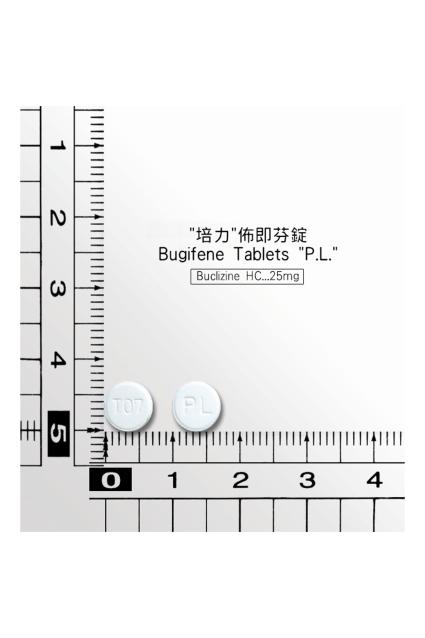 "培力"佈即芬錠
Bugifene Tablets "P.L."
Buclizine HC...25mg
1
2
3
4
5
T07 PL
0 1 2 3 4